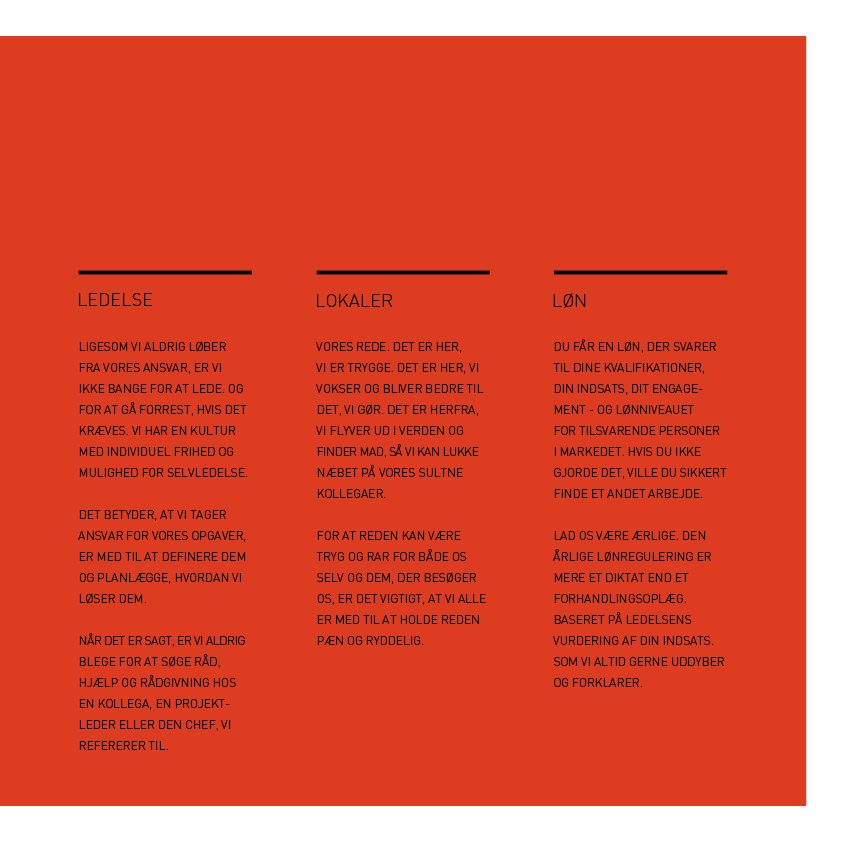 LEDELSE
LIGESOM VI ALDRIG LØBER
FRA VORES ANSVAR, ER VI
IKKE BANGE FOR AT LEDE. OG
FOR AT GÅ FORREST, HVIS DET
KRÆVES. VI HAR EN KULTUR
MED INDIVIDUEL FRIHED OG
MULIGHED FOR SELVLEDELSE.
DET BETYDER, AT VI TAGER
ANSVAR FOR VORES OPGAVER,
ER MED TIL AT DEFINERE DEM
OG PLANLÆGGE, HVORDAN VI
LØSER DEM.
NÅR DET ER SAGT, ER VI ALDRIG
BLEGE FOR AT SØGE RÅD,
HJÆLP OG RÅDGIVNING HOS
EN KOLLEGA, EN PROJEKT-
LEDER ELLER DEN CHEF, VI
REFERERER TIL.
LOKALER
VORES REDE. DET ER HER,
VI ER TRYGGE. DET ER HER, VI
VOKSER OG BLIVER BEDRE TIL
DET, VI GØR. DET ER HERFRA,
VI FLYVER UD I VERDEN OG
FINDER MAD, SÅ VI KAN LUKKE
NÆBET PÅ VORES SULTNE
KOLLEGAER.
FOR AT REDEN KAN VÆRE
TRYG OG RAR FOR BÅDE OS
SELV OG DEM, DER BESØGER
OS, ER DET VIGTIGT, AT VI ALLE
ER MED TIL AT HOLDE REDEN
PÆN OG RYDDELIG.
LØN
DU FÅR EN LØN, DER SVARER
TIL DINE KVALIFIKATIONER,
DIN INDSATS, DIT ENGAGE-
MENT - OG LØNNIVEAUET
FOR TILSVARENDE PERSONER
I MARKEDET. HVIS DU IKKE
GJORDE DET, VILLE DU SIKKERT
FINDE ET ANDET ARBEJDE.
LAD OS VÆRE ÆRLIGE. DEN
ÅRLIGE LØNREGULERING ER
MERE ET DIKTAT END ET
FORHANDLINGSOPLÆG.
BASERET PÅ LEDELSENS
VURDERING AF DIN INDSATS.
SOM VI ALTID GERNE UDDYBER
OG FORKLARER.